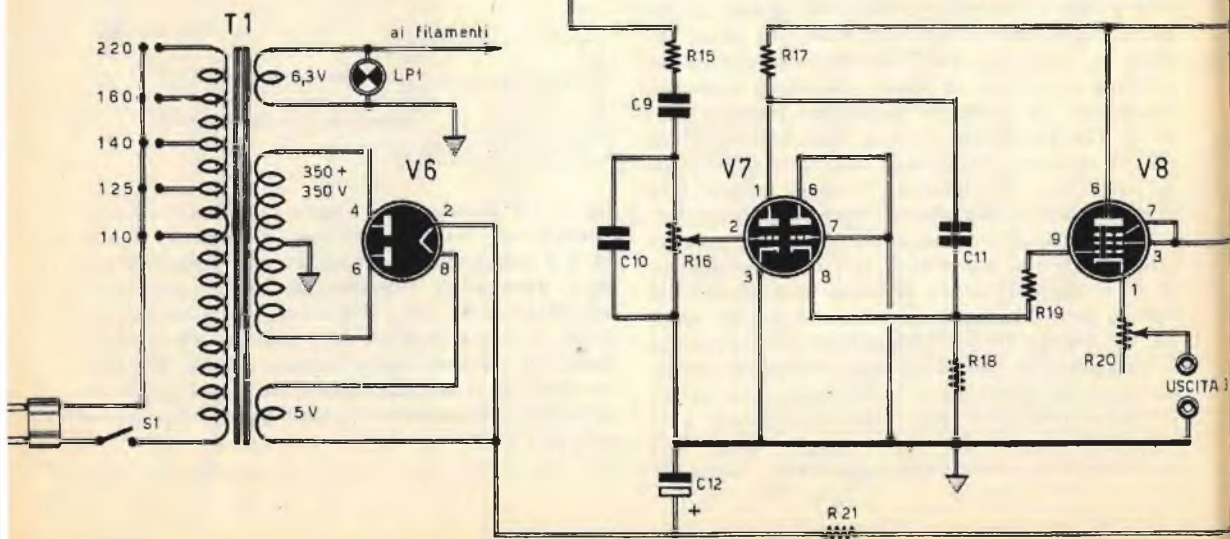 T1
220
160
140
125
110
S1
6,3V
LP1
ai filamenti
350 +
350 V
5 V
V6
4
2
6
8
R15
C9
C10
R16
C12
+
R17
V7
1
6
2
7
3
8
C11
R18
R19
R21
V8
6
7
9
3
1
R20
USCITA